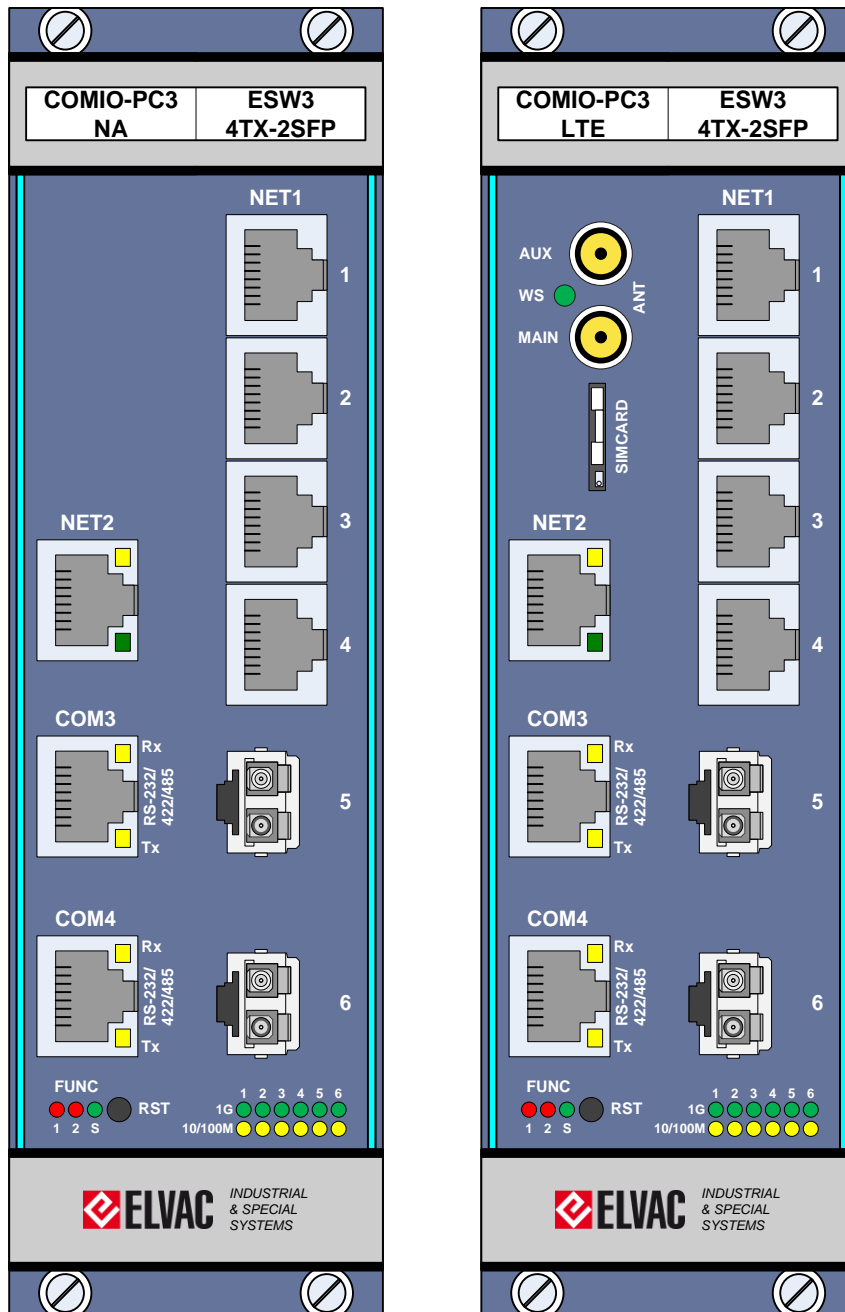 COMIO-PC3 ESW3
NA 4TX-2SFP
NET1
1
2
3
NET2
4
COM3
Rx
RS-232/
422/485
Tx
5
COM4
Rx
RS-232/
422/485
Tx
6
FUNC
1 2 S
RST
1 2 3 4 5 6
1G
10/100M
ELVAC
INDUSTRIAL
& SPECIAL
SYSTEMS
COMIO-PC3 ESW3
LTE 4TX-2SFP
NET1
AUX
WS
MAIN
ANT
1
2
SIMCARD
3
NET2
4
COM3
Rx
RS-232/
422/485
Tx
5
COM4
Rx
RS-232/
422/485
Tx
6
FUNC
1 2 S
RST
1 2 3 4 5 6
1G
10/100M
ELVAC
INDUSTRIAL
& SPECIAL
SYSTEMS